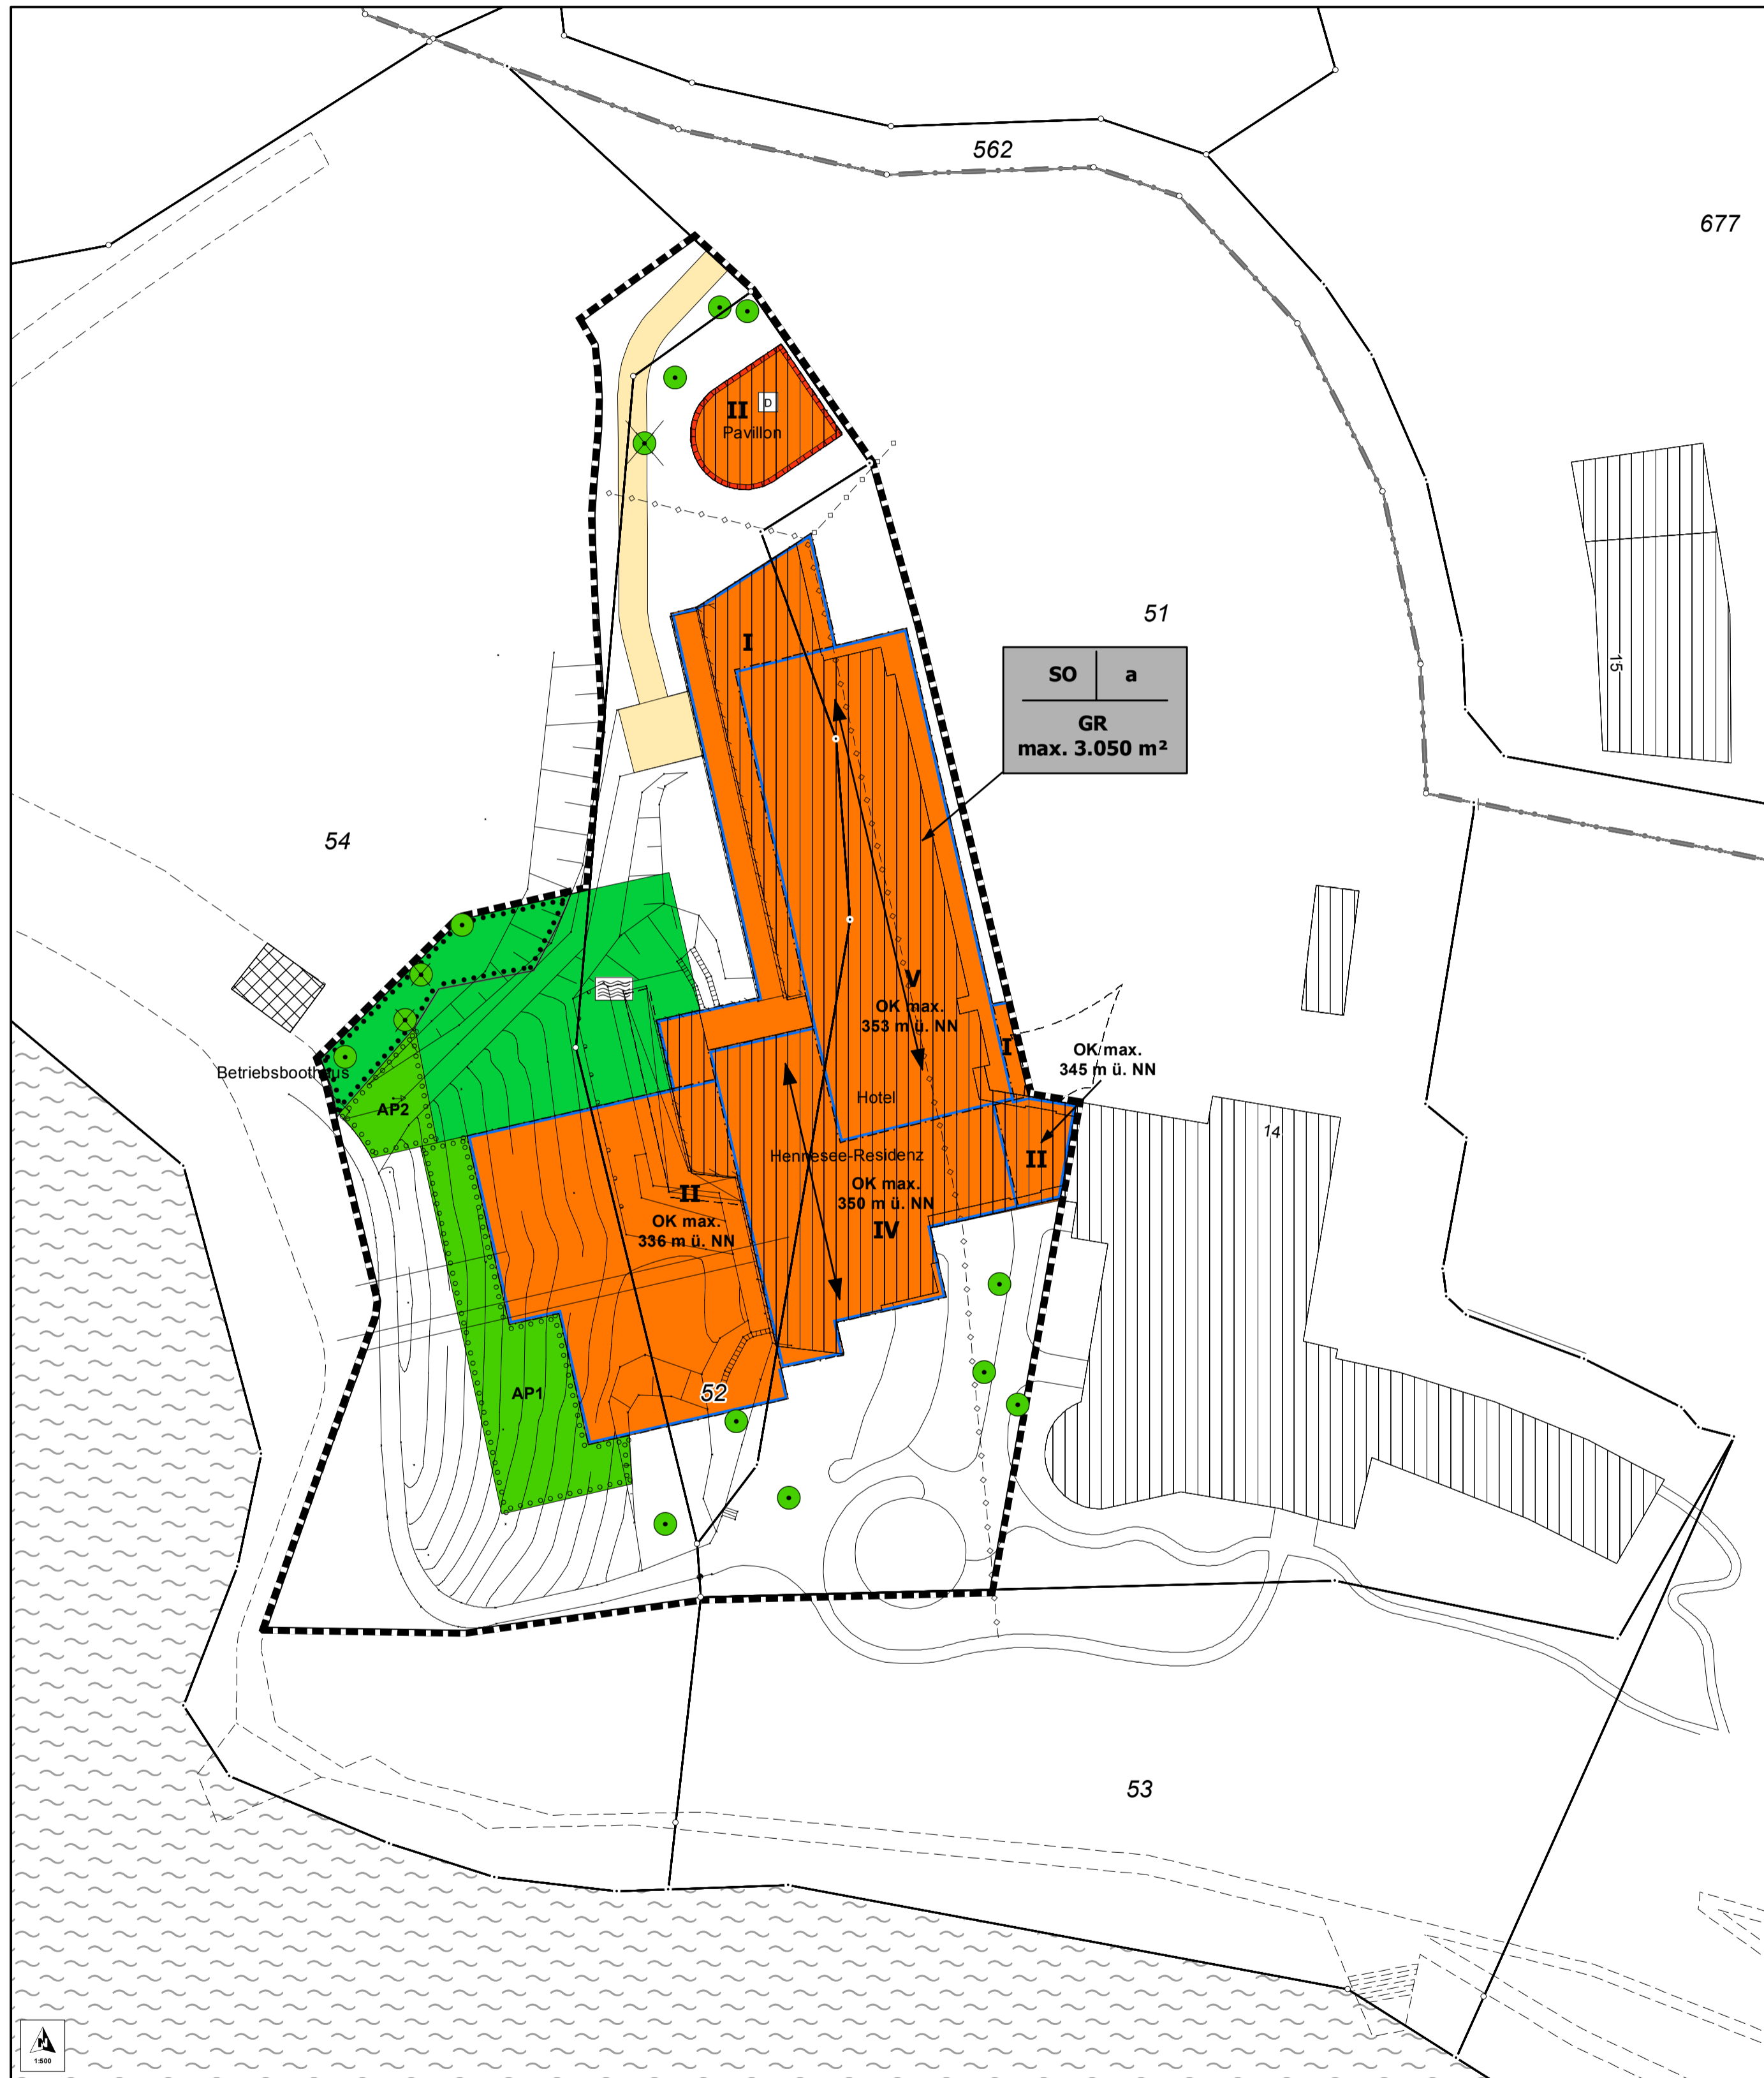 562
677
II
D
Pavillon
51
I
15
SO a
GR
max. 3.050 m²
54
V
OK max.
353 m ü. NN
I
OK max.
345 m ü. NN
Betriebsboothaus
AP2
Hotel
14
Hennesee-Residenz
II
II
OK max.
350 m ü. NN
OK max.
336 m ü. NN
IV
AP1
52
53
N
1:500